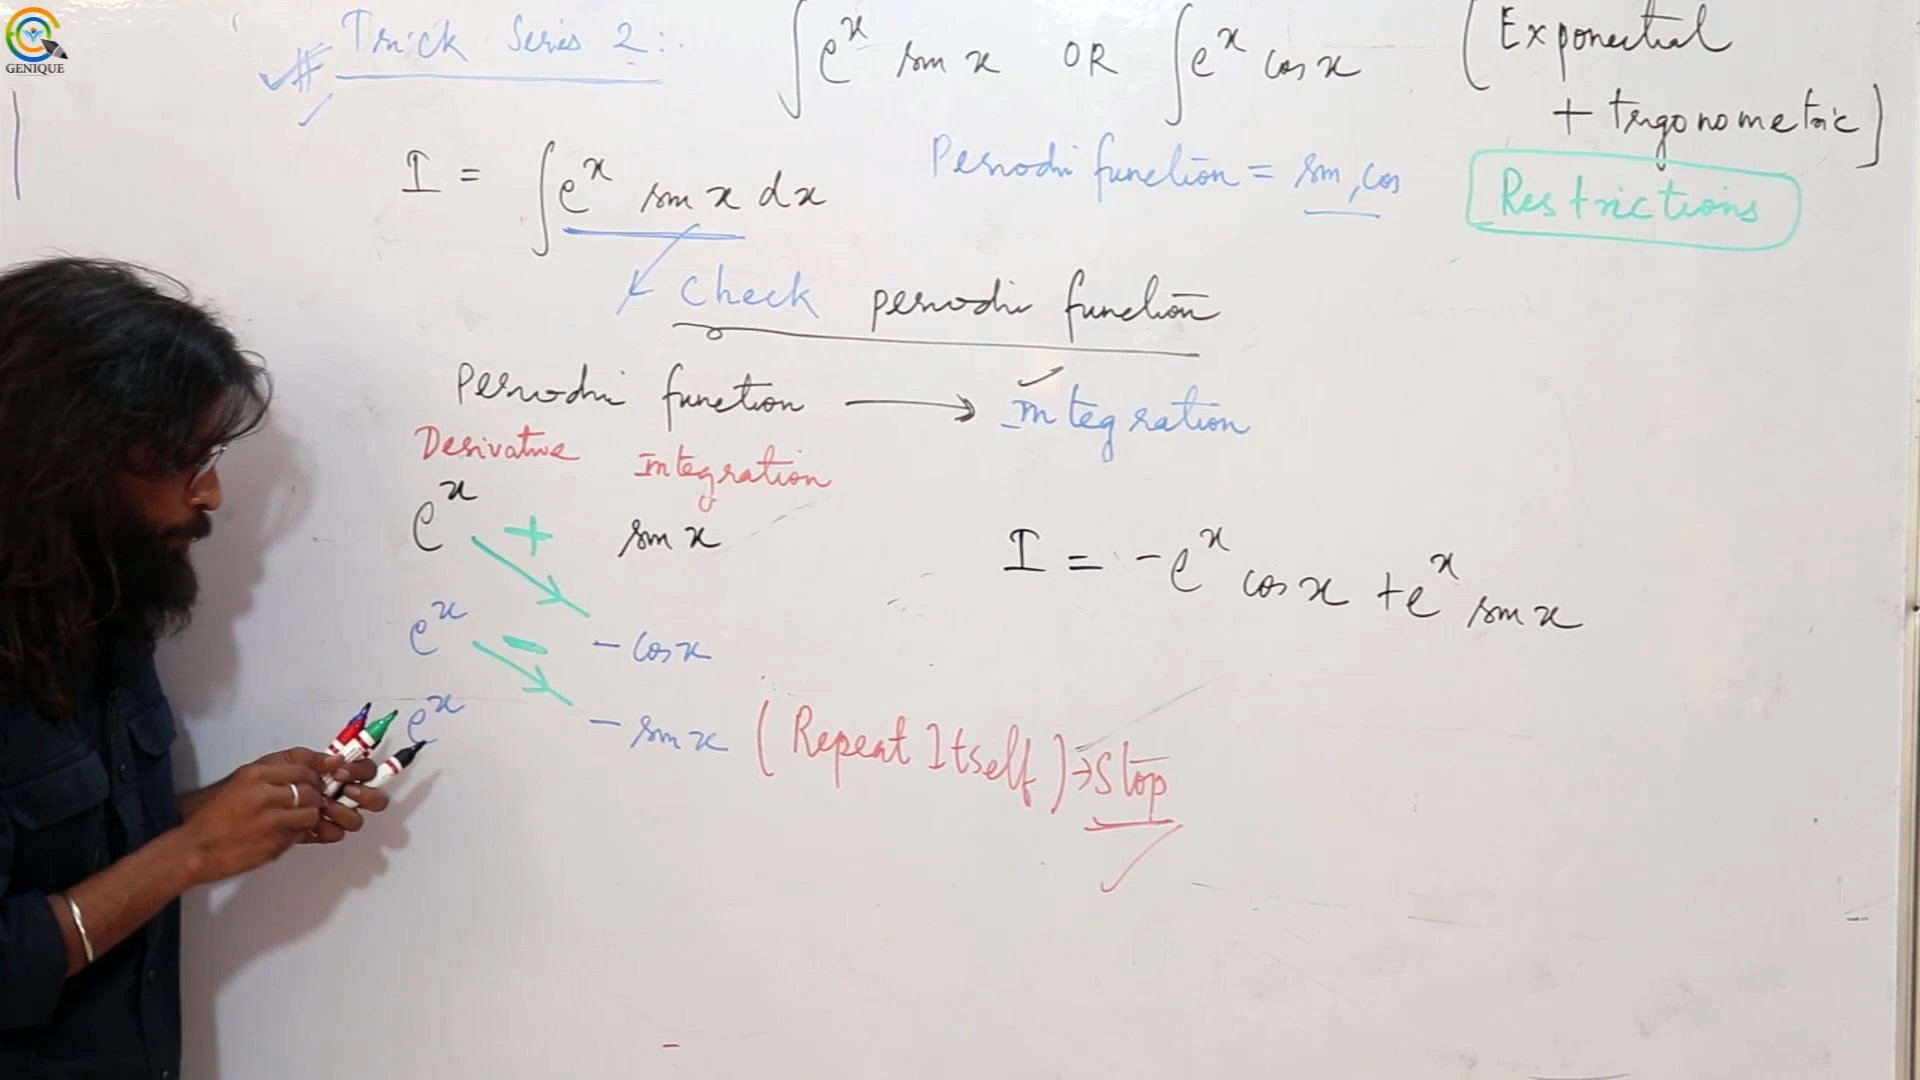 GENIQUE
# Trick Series 2:. ∫e^x sin x OR ∫e^x cos x (Exponential
+ trigonometric)
I = ∫e^x sin x dx
Periodic function = sin, cos
Restrictions
Check periodic function
Periodic function → Integration
Derivative Integration
e^x + sin x
I = -e^x cos x + e^x sin x
e^x - - cos x
e^x - sin x (Repeat Itself) → Stop